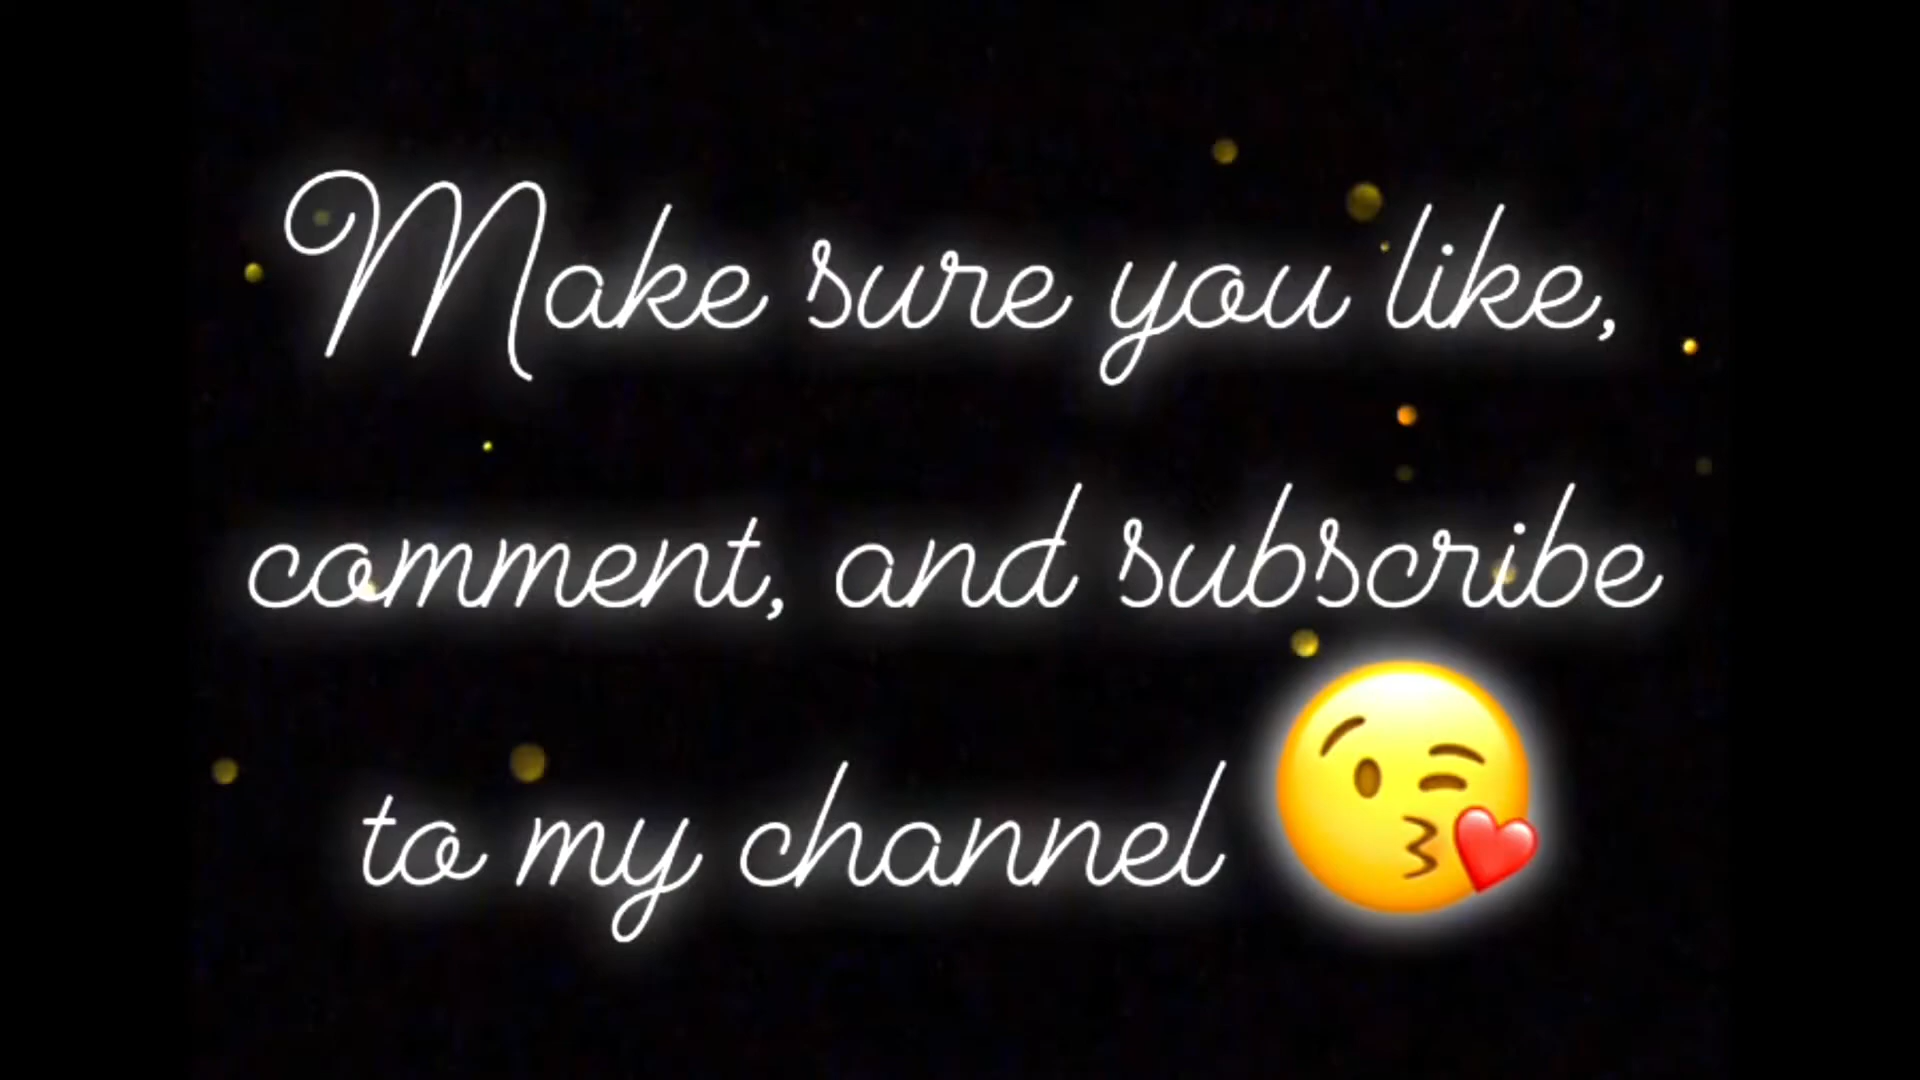 Make sure you like,
comment, and subscribe
to my channel 😘